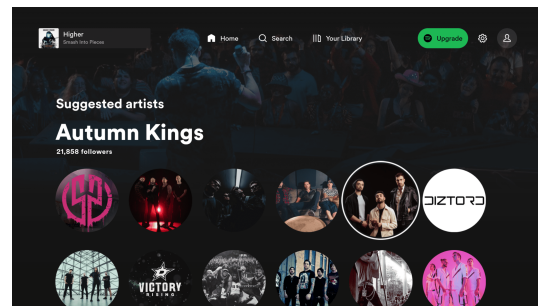 Higher
Smash Into Pieces
Home
Search
Your Library
Upgrade
Suggested artists
Autumn Kings
21,858 followers
DIZTORD
VICTORY
RISING